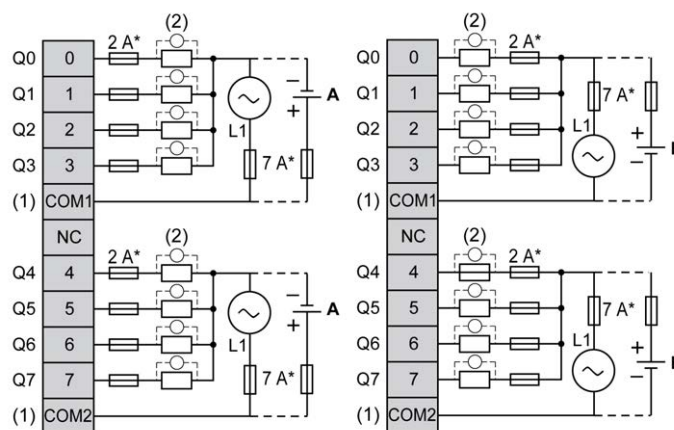 (2)
Q0 0 2 A*
Q1 1 − A
+
Q2 2 L1
Q3 3 7 A*
(1) COM1
NC
(2)
Q4 4 2 A*
Q5 5 − A
+
Q6 6 L1
Q7 7 7 A*
(1) COM2
(2)
Q0 0 2 A*
Q1 1 7 A*
Q2 2 L1 +
Q3 3 −
(1) COM1
NC
(2)
Q4 4 2 A*
Q5 5 7 A*
Q6 6 L1 +
Q7 7 −
(1) COM2